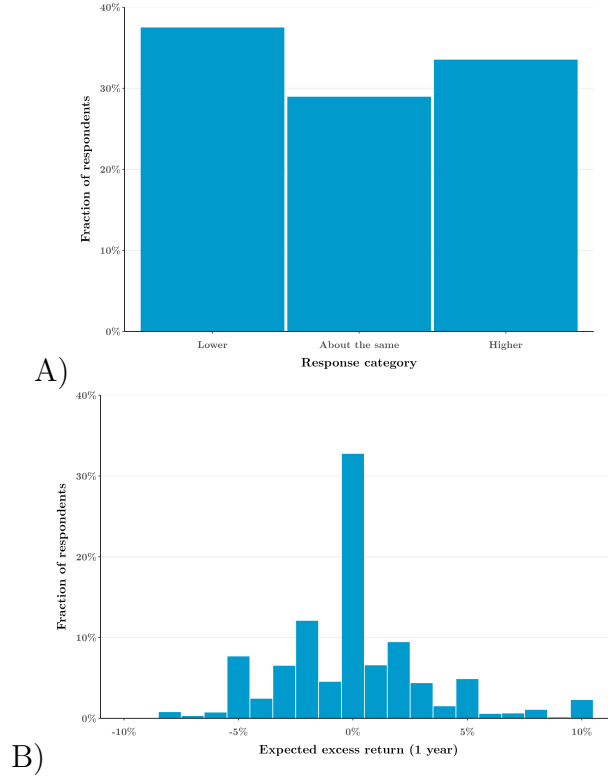 40%
30%
20%
10%
0%
Fraction of respondents
Lower About the same Higher
Response category
A)
40%
30%
20%
10%
0%
Fraction of respondents
-10% -5% 0% 5% 10%
Expected excess return (1 year)
B)